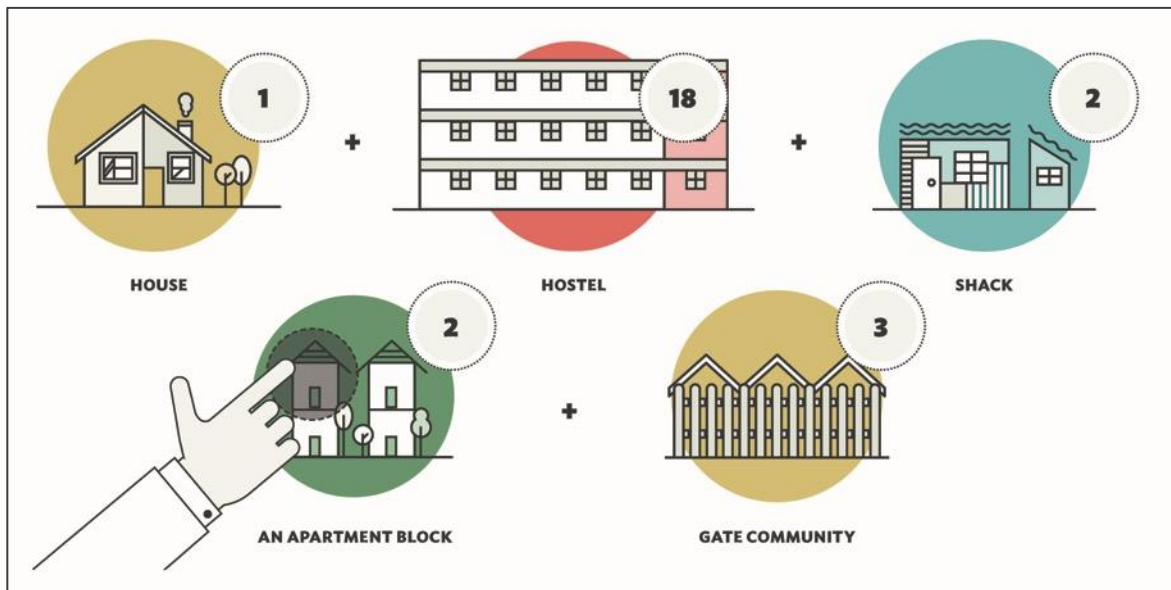 1
+
18
+
2
HOUSE
HOSTEL
SHACK
2
+
3
AN APARTMENT BLOCK
GATE COMMUNITY